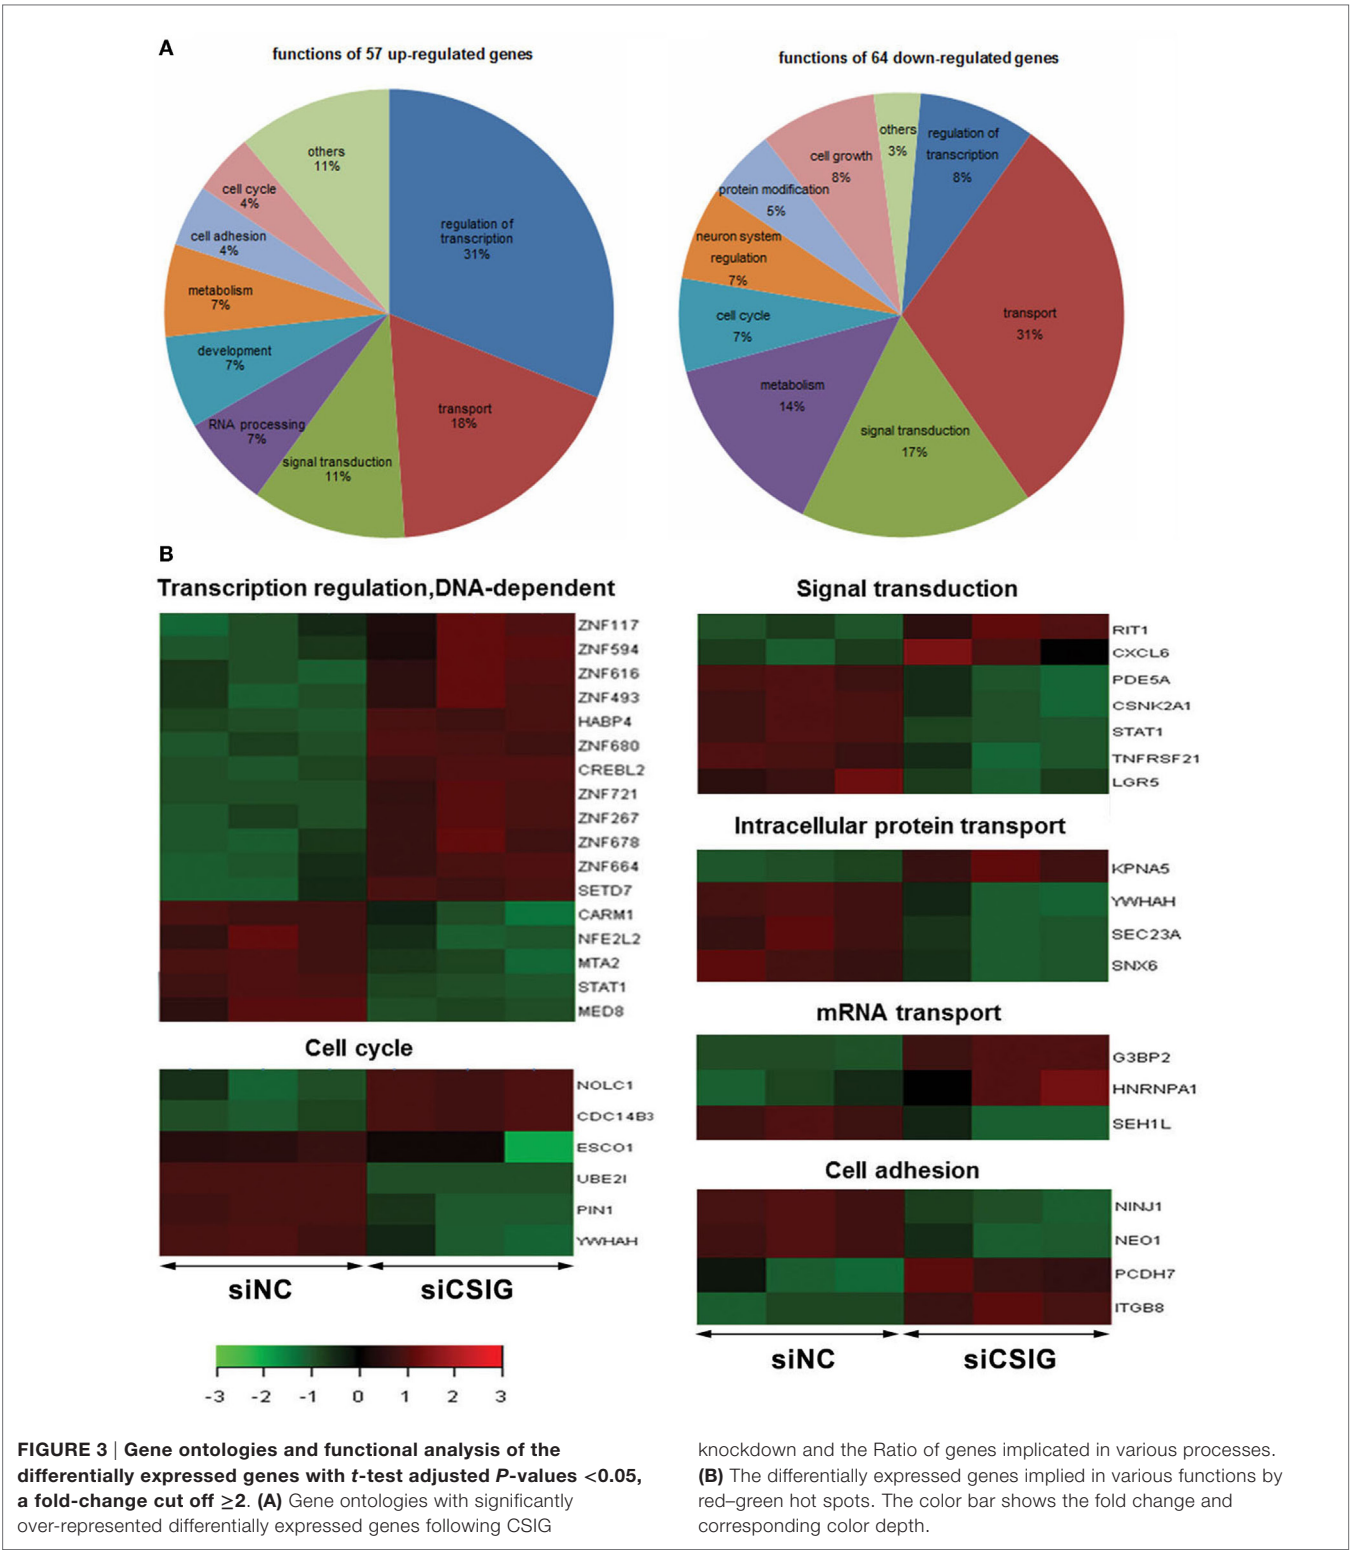 A
functions of 57 up-regulated genes
others
11%
cell cycle
4%
cell adhesion
4%
metabolism
7%
development
7%
RNA processing
7%
signal transduction
11%
transport
18%
regulation of
transcription
31%
functions of 64 down-regulated genes
others
3%
regulation of
transcription
8%
cell growth
8%
protein modification
5%
neuron system
regulation
7%
cell cycle
7%
metabolism
14%
signal transduction
17%
transport
31%
B
Transcription regulation,DNA-dependent
ZNF117
ZNF594
ZNF616
ZNF493
HABP4
ZNF680
CREBL2
ZNF721
ZNF267
ZNF678
ZNF664
SETD7
CARM1
NFE2L2
MTA2
STAT1
MED8
Cell cycle
NOLC1
CDC14B3
ESCO1
UBE2I
PIN1
YWHAH
siNC
siCSIG
-3 -2 -1 0 1 2 3
Signal transduction
RIT1
CXCL6
PDE5A
CSNK2A1
STAT1
TNFRSF21
LGR5
Intracellular protein transport
KPNA5
YWHAH
SEC23A
SNX6
mRNA transport
G3BP2
HNRNPA1
SEH1L
Cell adhesion
NINJ1
NEO1
PCDH7
ITGB8
siNC
siCSIG
FIGURE 3 | Gene ontologies and functional analysis of the
differentially expressed genes with t-test adjusted P-values <0.05,
a fold-change cut off ≥2. (A) Gene ontologies with significantly
over-represented differentially expressed genes following CSIG
knockdown and the Ratio of genes implicated in various processes.
(B) The differentially expressed genes implied in various functions by
red–green hot spots. The color bar shows the fold change and
corresponding color depth.